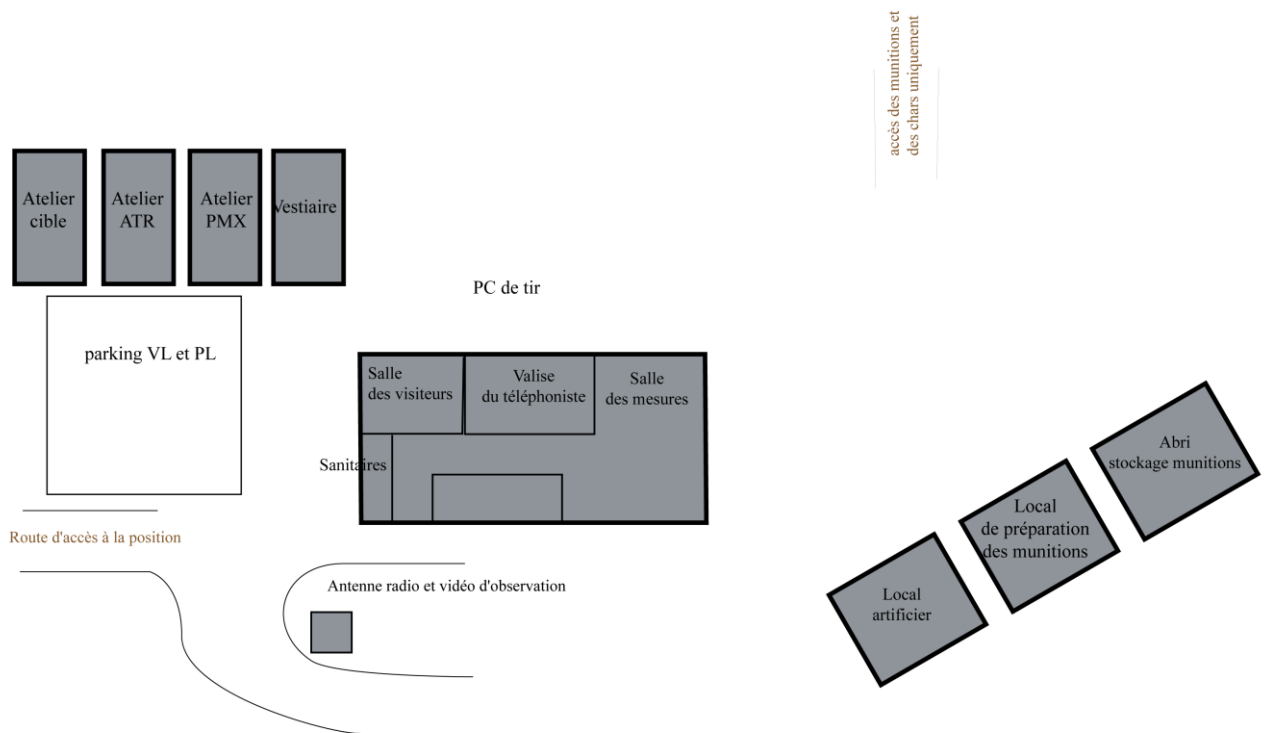 accès des munitions et
des chars uniquement
Atelier
cible
Atelier
ATR
Atelier
PMX
Vestiaire
PC de tir
parking VL et PL
Salle
des visiteurs
Valise
du téléphoniste
Salle
des mesures
Sanitaires
Abri
stockage munitions
Local
de préparation
des munitions
Route d'accès à la position
Antenne radio et vidéo d'observation
Local
artificier